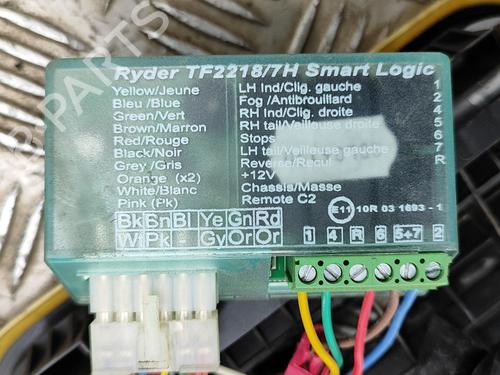 Ryder TF2218/7H Smart Logic
Yellow/Jeune LH Ind/Clig. gauche 1
Bleu/Blue Fog/Antibrouillard 2
Green/Vert RH Ind/Clig. droite 4
Brown/Marron RH tail/Veilleuse droite 5
Red/Rouge Stops 6
Black/Noir LH tail/Veilleuse gauche 7
Grey/Gris Reverse/Recul R
Orange (x2) +12V
White/Blanc Chassis/Masse
Pink (Pk) Remote C2
Bk Bn Bl Ye Gn Rd
Wt Pk - Gy Or Or
E11 10R 03 1693 - 1
1 4 R 6 5+7 2